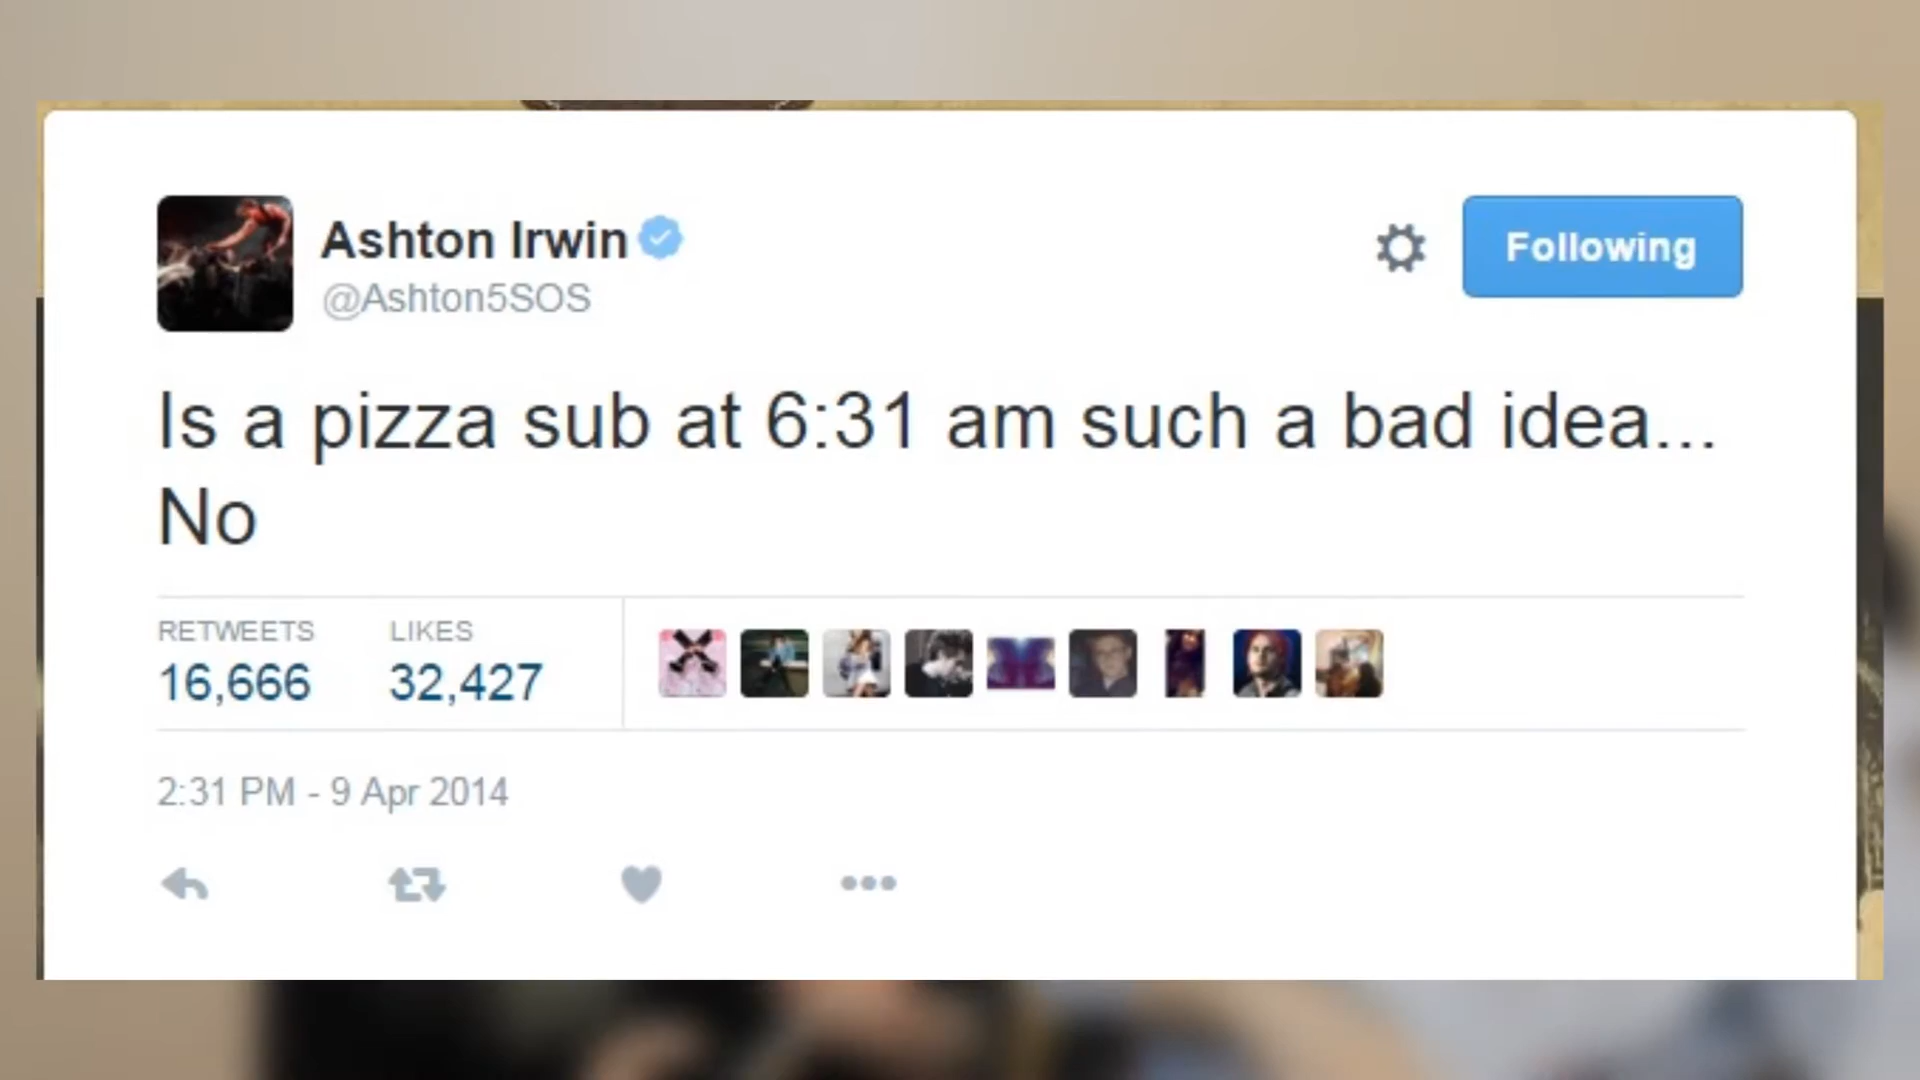 Ashton Irwin
@Ashton5SOS
Following
Is a pizza sub at 6:31 am such a bad idea...
No
RETWEETS LIKES
16,666 32,427
2:31 PM - 9 Apr 2014